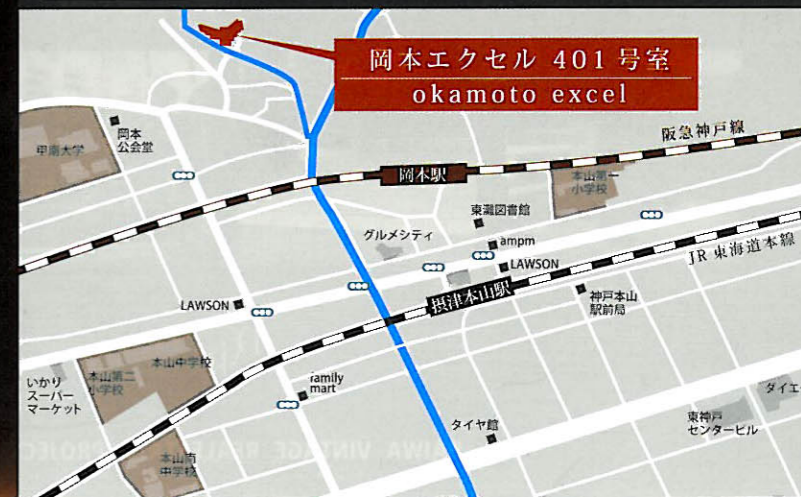 岡本エクセル 401号室
okamoto excel
阪急神戸線
岡本
公会堂
甲南大学
岡本駅
本山第一
小学校
東灘図書館
グルメシティ
ampm
LAWSON
JR東海道本線
摂津本山駅
神戸本山
駅前局
LAWSON
本山中学校
本山第二
小学校
いかり
スーパー
マーケット
family
mart
ダイエ
東神戸
センタービル
タイヤ館
本山南
中学校